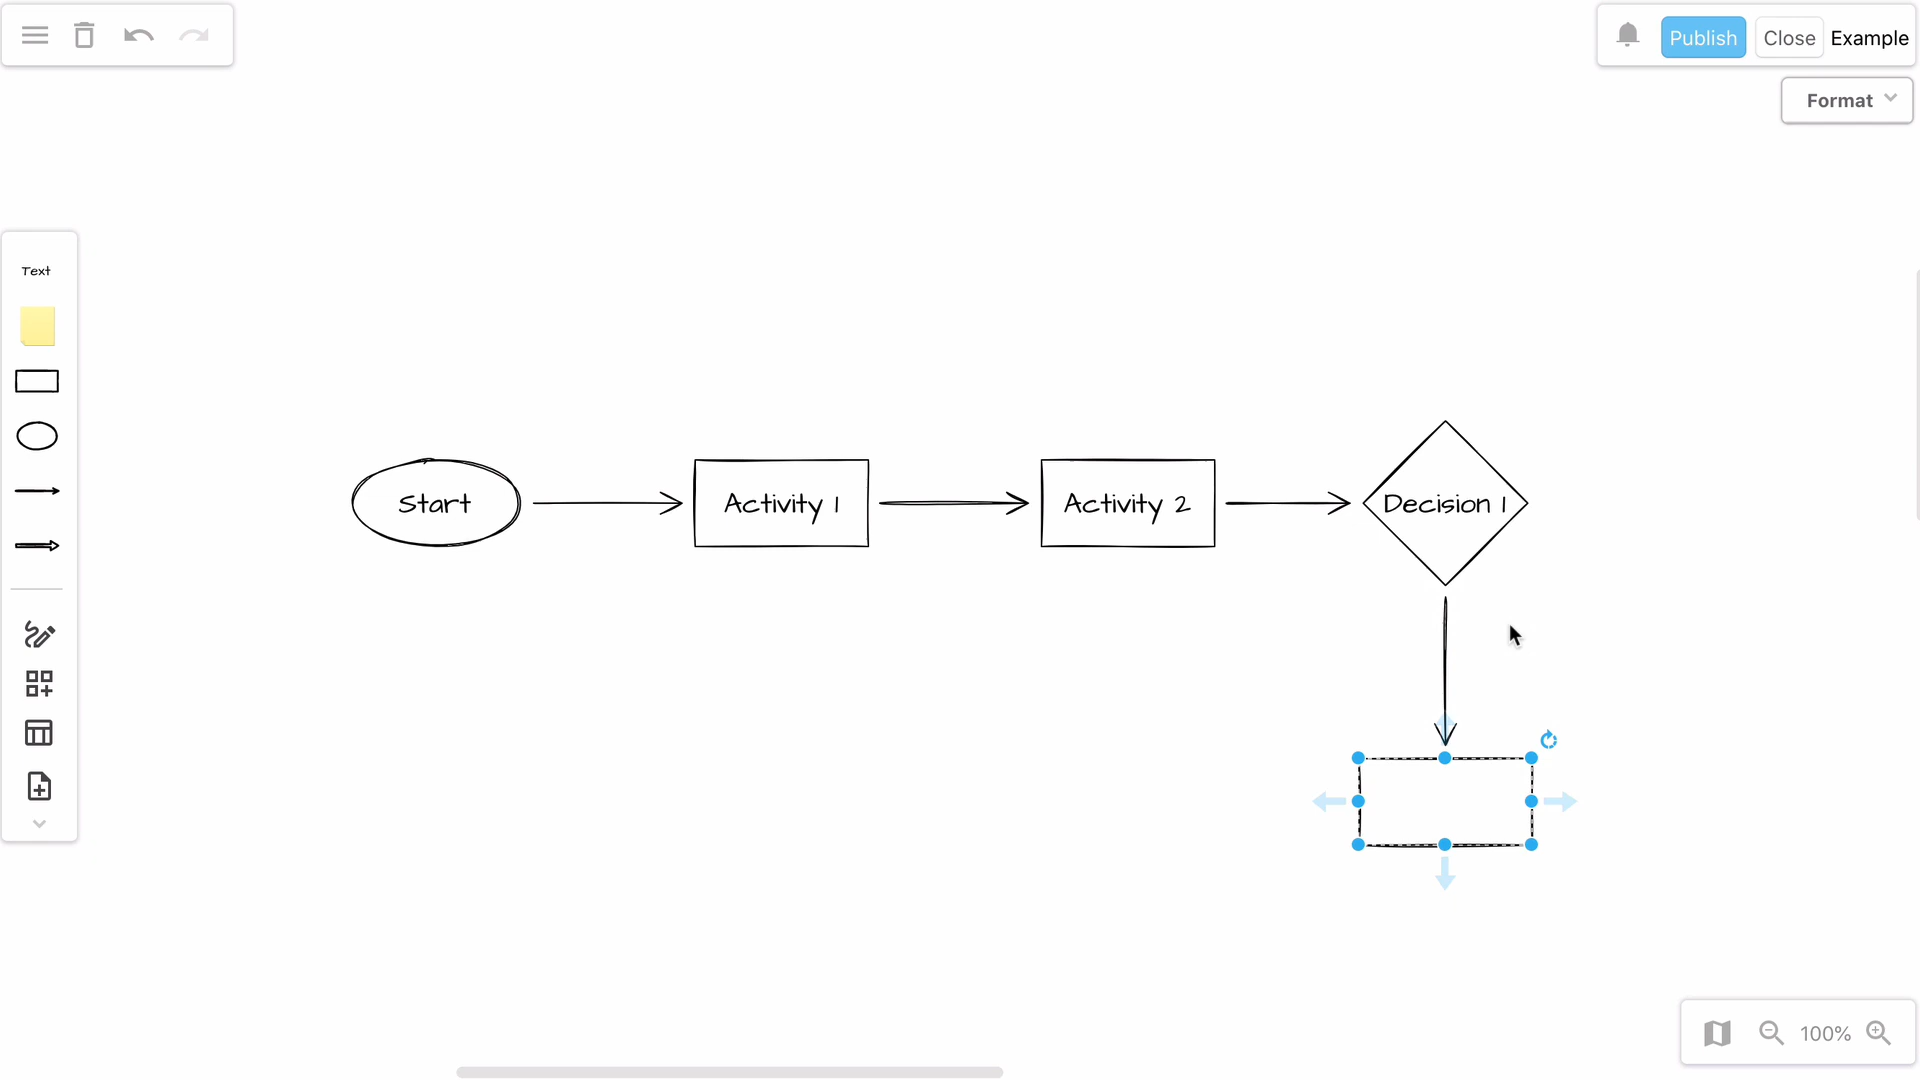 Publish
Close
Example
Format
Text
Start
Activity 1
Activity 2
Decision 1
100%